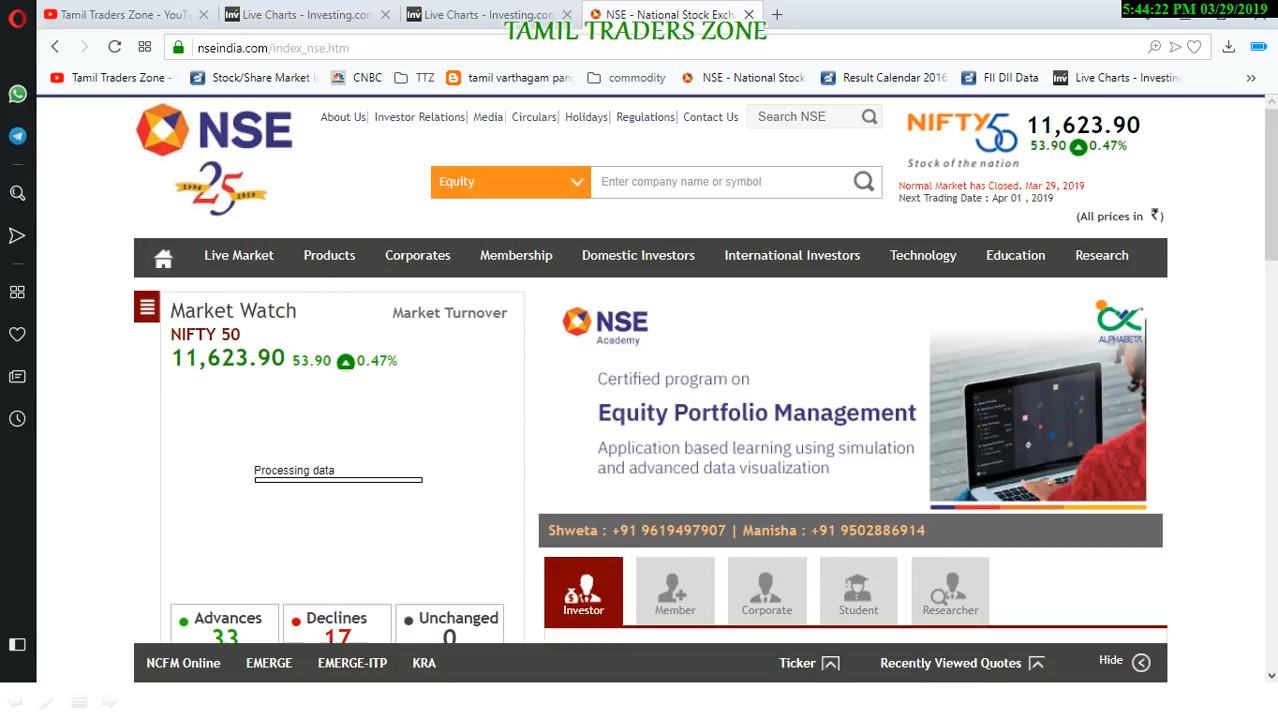 Tamil Traders Zone - YouT
Live Charts - Investing.com
Live Charts - Investing.com
NSE - National Stock Exch
5:44:22 PM 03/29/2019
TAMIL TRADERS ZONE
nseindia.com/index_nse.htm
Tamil Traders Zone -
Stock/Share Market
CNBC
TTZ
tamil varthagam pan
commodity
NSE - National Stock
Result Calendar 2016
FII DII Data
Live Charts - Investin
NSE
1994 25 2019
About Us| Investor Relations| Media| Circulars| Holidays| Regulations| Contact Us
Search NSE
Equity
Enter company name or symbol
NIFTY 50
Stock of the nation
11,623.90
53.90 0.47%
Normal Market has Closed. Mar 29, 2019
Next Trading Date : Apr 01 , 2019
(All prices in ₹)
Live Market Products Corporates Membership Domestic Investors International Investors Technology Education Research
Market Watch
Market Turnover
NIFTY 50
11,623.90 53.90 0.47%
Processing data
Advances
33
Declines
17
Unchanged
0
NSE
Academy
ALPHABETA
Certified program on
Equity Portfolio Management
Application based learning using simulation
and advanced data visualization
Shweta : +91 9619497907 | Manisha : +91 9502886914
Investor
Member
Corporate
Student
Researcher
NCFM Online EMERGE EMERGE-ITP KRA
Ticker
Recently Viewed Quotes
Hide